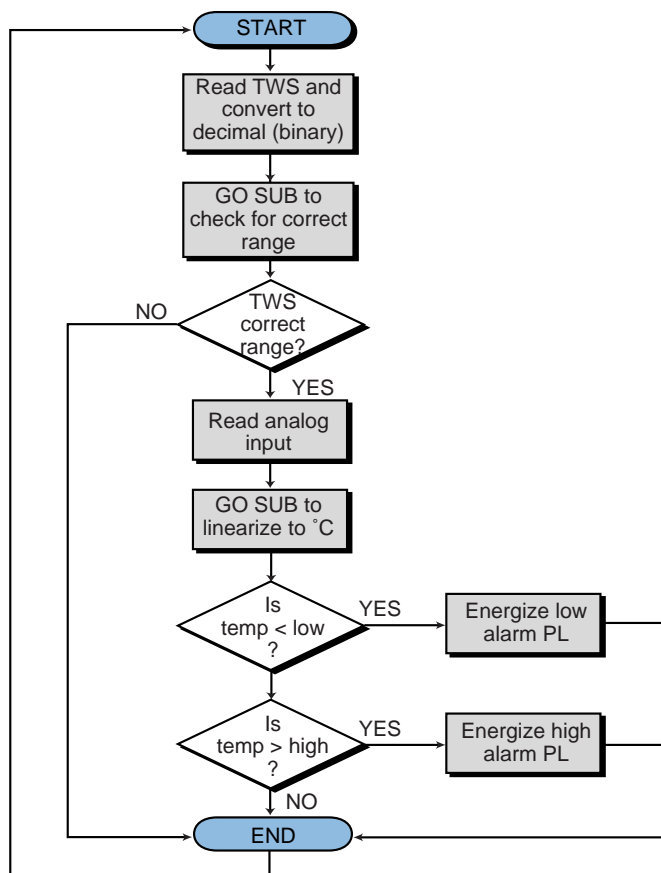 START
Read TWS and
convert to
decimal (binary)
GO SUB to
check for correct
range
NO
TWS
correct
range?
YES
Read analog
input
GO SUB to
linearize to ˚C
Is
temp < low
?
YES
Energize low
alarm PL
Is
temp > high
?
YES
Energize high
alarm PL
NO
END